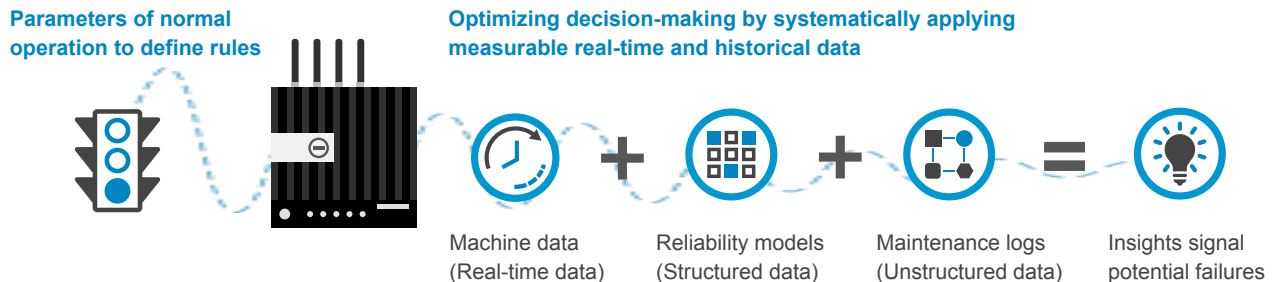 Parameters of normal
operation to define rules
Optimizing decision-making by systematically applying
measurable real-time and historical data
Machine data
(Real-time data)
Reliability models
(Structured data)
Maintenance logs
(Unstructured data)
Insights signal
potential failures